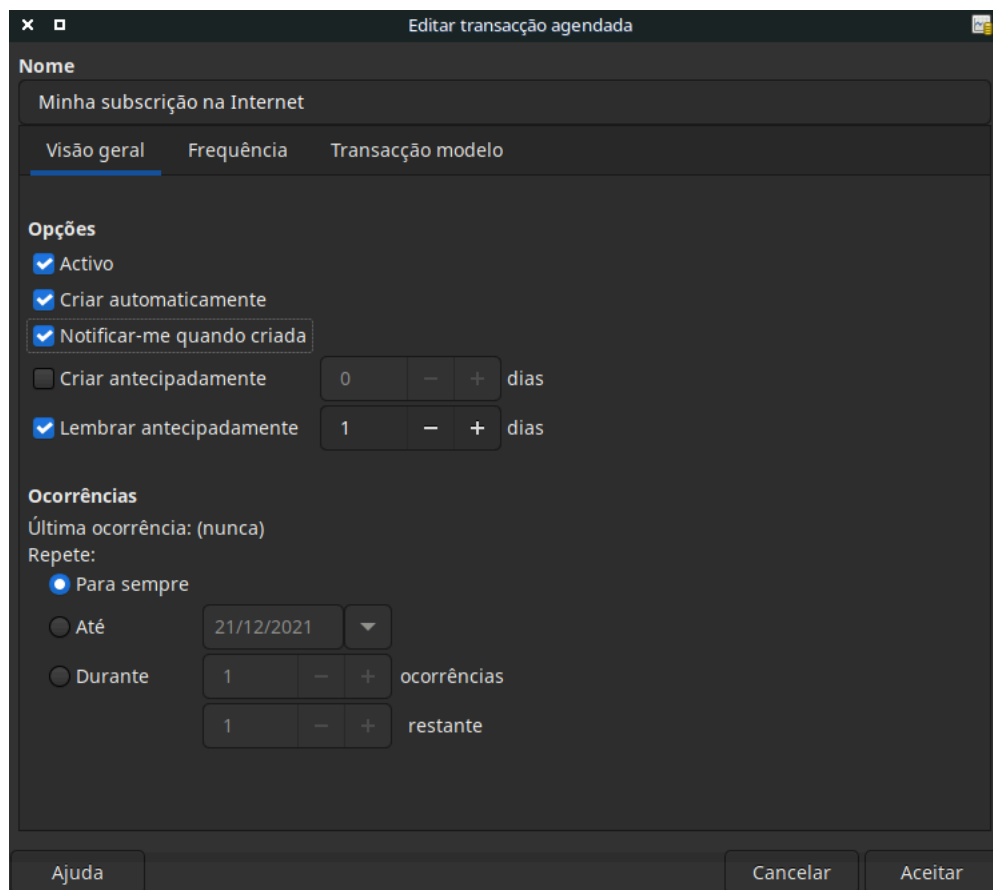 Editar transacção agendada
Nome
Minha subscrição na Internet
Visão geral Frequência Transacção modelo
Opções
Activo
Criar automaticamente
Notificar-me quando criada
Criar antecipadamente 0 − + dias
Lembrar antecipadamente 1 − + dias
Ocorrências
Última ocorrência: (nunca)
Repete:
Para sempre
Até 21/12/2021
Durante 1 − + ocorrências
1 − + restante
Ajuda Cancelar Aceitar